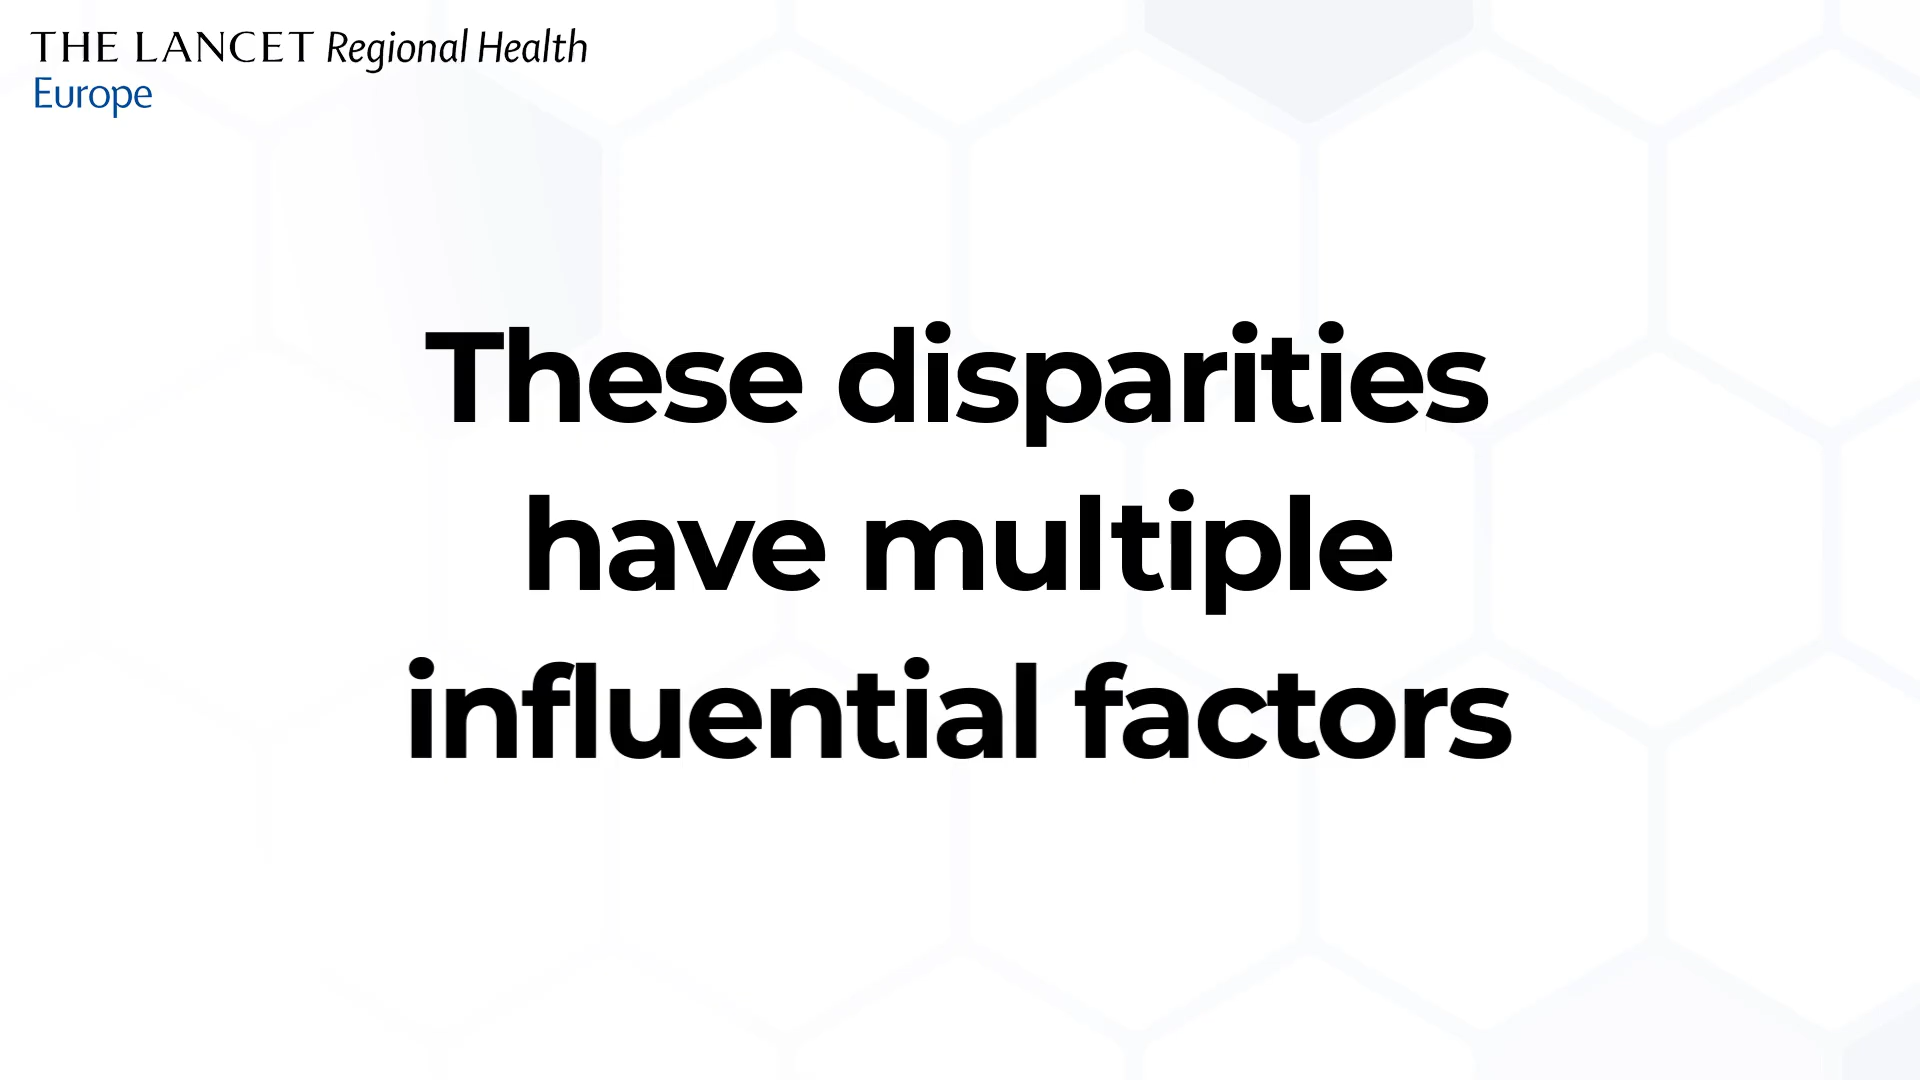 THE LANCET Regional Health
Europe
These disparities
have multiple
influential factors